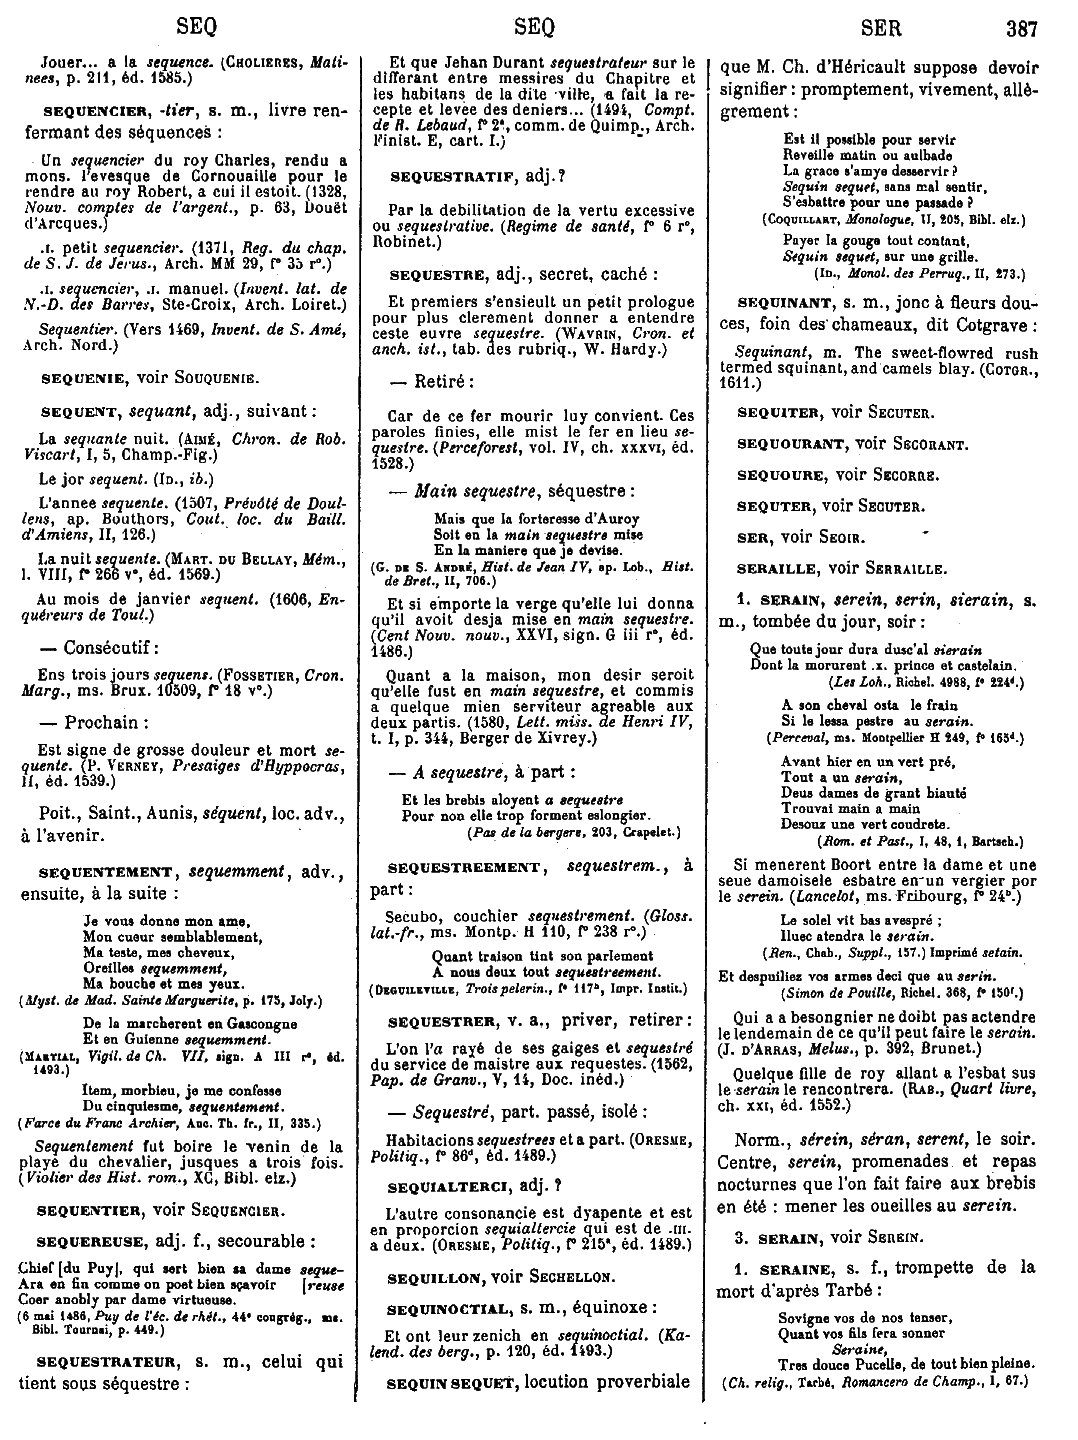 SEQ SEQ SER 387
Jouer... a la sequence. (CHOLIERES, Mati-
nees, p. 211, éd. 1585.)
SEQUENCIER, -tier, s. m., livre ren-
fermant des séquences :
Un sequencier du roy Charles, rendu a
mons. l'evesque de Cornouaille pour le
rendre au roy Robert, a cui il estoit. (1328,
Nouv. comptes de l'argent., p. 63, Douët
d'Arcques.)
.I. petit sequencier. (1371, Reg. du chap.
de S. J. de Jerus., Arch. MM 29, f° 35 r°.)
.I. sequencier, .I. manuel. (Invent. lat. de
N.-D. des Barres, Ste-Croix, Arch. Loiret.)
Sequentier. (Vers 1469, Invent. de S. Amé,
Arch. Nord.)
SEQUENIE, voir SOUQUENIE.
SEQUENT, sequant, adj., suivant :
La sequante nuit. (AIMÉ, Chron. de Rob.
Viscart, I, 5, Champ.-Fig.)
Le jor sequent. (ID., ib.)
L'annee sequente. (1507, Prévôté de Doul-
lens, ap. Bouthors, Cout. loc. du Baill.
d'Amiens, II, 126.)
La nuit sequente. (MART. DU BELLAY, Mém.,
l. VIII, f° 266 v°, éd. 1569.)
Au mois de janvier sequent. (1606, En-
quéreurs de Toul.)
— Consécutif :
Ens trois jours sequens. (FOSSETIER, Cron.
Marg., ms. Brux. 10509, f° 18 v°.)
— Prochain :
Est signe de grosse douleur et mort se-
quente. (P. VERNEY, Presaiges d'Hyppocras,
II, éd. 1539.)
Poit., Saint., Aunis, séquent, loc. adv.,
à l'avenir.
SEQUENTEMENT, sequemment, adv.,
ensuite, à la suite :
Je vous donne mon ame,
Mon cueur semblablement,
Ma teste, mes cheveux,
Oreilles sequemment,
Ma bouche et mes yeux.
(Myst. de Mad. Sainte Marguerite, p. 175, Joly.)
De la marcherent en Gascongne
Et en Guienne sequemment.
(MARTIAL, Vigil. de Ch. VII, sign. A III r°, éd.
1493.)
Item, morbieu, je me confesse
Du cinquiesme, sequentement.
(Farce du Franc Archier, Anc. Th. fr., II, 335.)
Sequentement fut boire le venin de la
playe du chevalier, jusques a trois fois.
(Violier des Hist. rom., XC, Bibl. elz.)
SEQUENTIER, voir SEQUENCIER.
SEQUEREUSE, adj. f., secourable :
Chief [du Puy], qui sert bien sa dame seque-
Ara en fin comme on poet bien sçavoir [reuse
Coer anobly par dame virtueuse.
(6 mai 1486, Puy de l'éc. de rhét., 44e congrég., ms.
Bibl. Tournai, p. 449.)
SEQUESTRATEUR, s. m., celui qui
tient sous séquestre :
Et que Jehan Durant sequestrateur sur le
different entre messires du Chapitre et
les habitans de la dite ville, a fait la re-
cepte et levée des deniers... (1494, Compt.
de R. Lebaud, f° 2a, comm. de Quimp., Arch.
Finist. E, cart. I.)
SEQUESTRATIF, adj.?
Par la debilitation de la vertu excessive
ou sequestrative. (Regime de santé, f° 6 r°,
Robinet.)
SEQUESTRE, adj., secret, caché :
Et premiers s'ensieult un petit prologue
pour plus clerement donner a entendre
ceste euvre sequestre. (WAVRIN, Cron. et
anch. ist., tab. des rubriq., W. Hardy.)
— Retiré :
Car de ce fer mourir luy convient. Ces
paroles finies, elle mist le fer en lieu se-
questre. (Perceforest, vol. IV, ch. XXXVI, éd.
1528.)
— Main sequestre, séquestre :
Mais que la forteresse d'Auroy
Soit en la main sequestre mise
En la maniere que je devise.
(G. DE S. ANDRÉ, Hist. de Jean IV, ap. Lob., Hist.
de Bret., II, 706.)
Et si emporte la verge qu'elle lui donna
qu'il avoit desja mise en main sequestre.
(Cent Nouv. nouv., XXVI, sign. G iii r°, éd.
1486.)
Quant a la maison, mon desir seroit
qu'elle fust en main sequestre, et commis
a quelque mien serviteur agreable aux
deux partis. (1580, Lett. miss. de Henri IV,
t. I, p. 344, Berger de Xivrey.)
— A sequestre, à part :
Et les brebis aloyent a sequestre
Pour non elle trop forment eslongier.
(Pas de la bergere, 203, Crapelet.)
SEQUESTREEMENT, sequestrem., à
part :
Secubo, couchier sequestrement. (Gloss.
lat.-fr., ms. Montp. H 110, f° 238 r°.)
Quant traison tint son parlement
A nous deux tout sequestreement.
(DEGUILEVILLE, Trois pelerin., f° 117b, Impr. Instit.)
SEQUESTRER, v. a., priver, retirer :
L'on l'a rayé de ses gaiges et sequestré
du service de maistre aux requestes. (1562,
Pap. de Granv., V, 14, Doc. inéd.)
— Sequestré, part. passé, isolé :
Habitacions sequestrees et a part. (ORESME,
Politiq., f° 86d, éd. 1489.)
SEQUIALTERCI, adj. ?
L'autre consonancie est dyapente et est
en proporcion sequialtercie qui est de .III.
a deux. (ORESME, Politiq., f° 215a, éd. 1489.)
SEQUILLON, voir SECHELLON.
SEQUINOCTIAL, s. m., équinoxe :
Et ont leur zenich en sequinoctial. (Ka-
lend. des berg., p. 120, éd. 1493.)
SEQUIN SEQUET, locution proverbiale
que M. Ch. d'Héricault suppose devoir
signifier : promptement, vivement, allè-
grement :
Est il possible pour servir
Reveille matin ou aulbade
La grace s'amye desservir ?
Sequin sequet, sans mal sentir,
S'esbattre pour une passade ?
(COQUILLART, Monologue, II, 205, Bibl. elz.)
Payer la gouge tout contant,
Sequin sequet, sur une grille.
(ID., Monol. des Perruq., II, 273.)
SEQUINANT, s. m., jonc à fleurs dou-
ces, foin des chameaux, dit Cotgrave :
Sequinant, m. The sweet-flowred rush
termed squinant, and camels blay. (COTGR.,
1611.)
SEQUITER, voir SECUTER.
SEQUOURANT, voir SEGORANT.
SEQUOURE, voir SECORRE.
SEQUTER, voir SECUTER.
SER, voir SEOIR.
SERAILLE, voir SERRAILLE.
1. SERAIN, serein, serin, sierain, s.
m., tombée du jour, soir :
Que toute jour dura dusc'al sierain
Dont la morurent .x. prince et castelain.
(Les Loh., Richel. 4988, f° 224d.)
A son cheval osta le frain
Si le lessa pestre au serain.
(Perceval, ms. Montpellier H 249, f° 165d.)
Avant hier en un vert pré,
Tout a un serain,
Deus dames de grant biauté
Trouvai main a main
Desouz une vert coudrete.
(Rom. et Past., I, 48, 1, Bartsch.)
Si menerent Boort entre la dame et une
seue damoisele esbatre en un vergier por
le serein. (Lancelot, ms. Fribourg, f° 24b.)
Le solel vit bas avespré ;
Iluec atendra le serain.
(Ren., Chab., Suppl., 157.) Imprimé setain.
Et despuiliez vos armes deci que au serin.
(Simon de Pouille, Richel. 368, f° 150f.)
Qui a a besongnier ne doibt pas actendre
le lendemain de ce qu'il peut faire le serain.
(J. D'ARRAS, Melus., p. 392, Brunet.)
Quelque fille de roy allant a l'esbat sus
le serain le rencontrera. (RAB., Quart livre,
ch. XXI, éd. 1552.)
Norm., sérein, séran, serent, le soir.
Centre, serein, promenades et repas
nocturnes que l'on fait faire aux brebis
en été : mener les oueilles au serein.
3. SERAIN, voir SEREIN.
1. SERAINE, s. f., trompette de la
mort d'après Tarbé :
Sovigne vos de nos tenser,
Quant vos fils fera sonner
Seraine,
Tres douce Pucelle, de tout bien pleine.
(Ch. relig., Tarbé, Romancero de Champ., I, 67.)